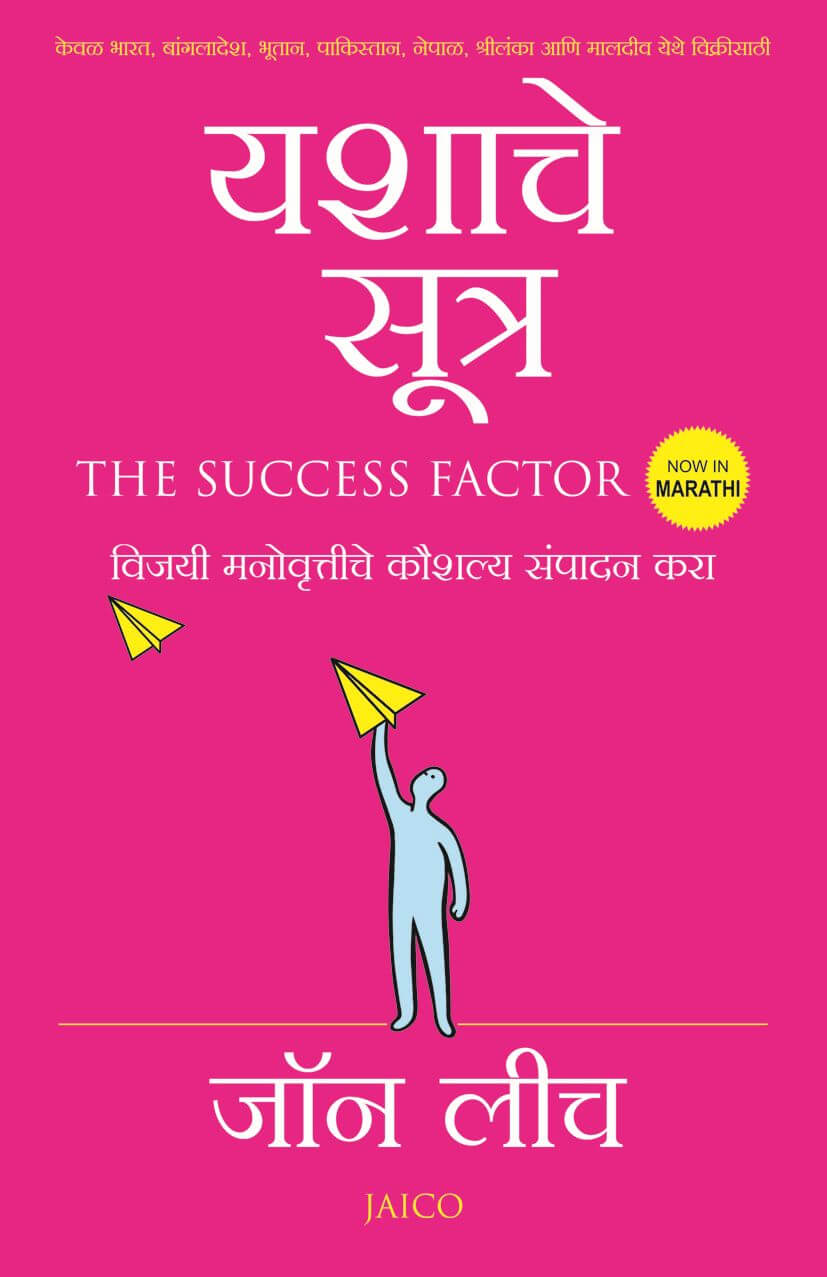 केवळ भारत, बांगलादेश, भूतान, पाकिस्तान, नेपाळ, श्रीलंका आणि मालदीव येथे विक्रीसाठी
यशाचे
सूत्र
THE SUCCESS FACTOR
NOW IN
MARATHI
विजयी मनोवृत्तीचे कौशल्य संपादन करा
जॉन लीच
JAICO